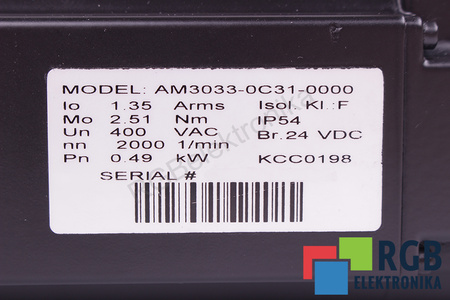 MODEL: AM3033-0C31-0000
Io 1.35 Arms Isol. Kl.:F
Mo 2.51 Nm IP54
Un 400 VAC Br.24 VDC
nn 2000 1/min
Pn 0.49 kW KCC0198
SERIAL #
RGBelektronika
RGB
ELEKTRONIKA